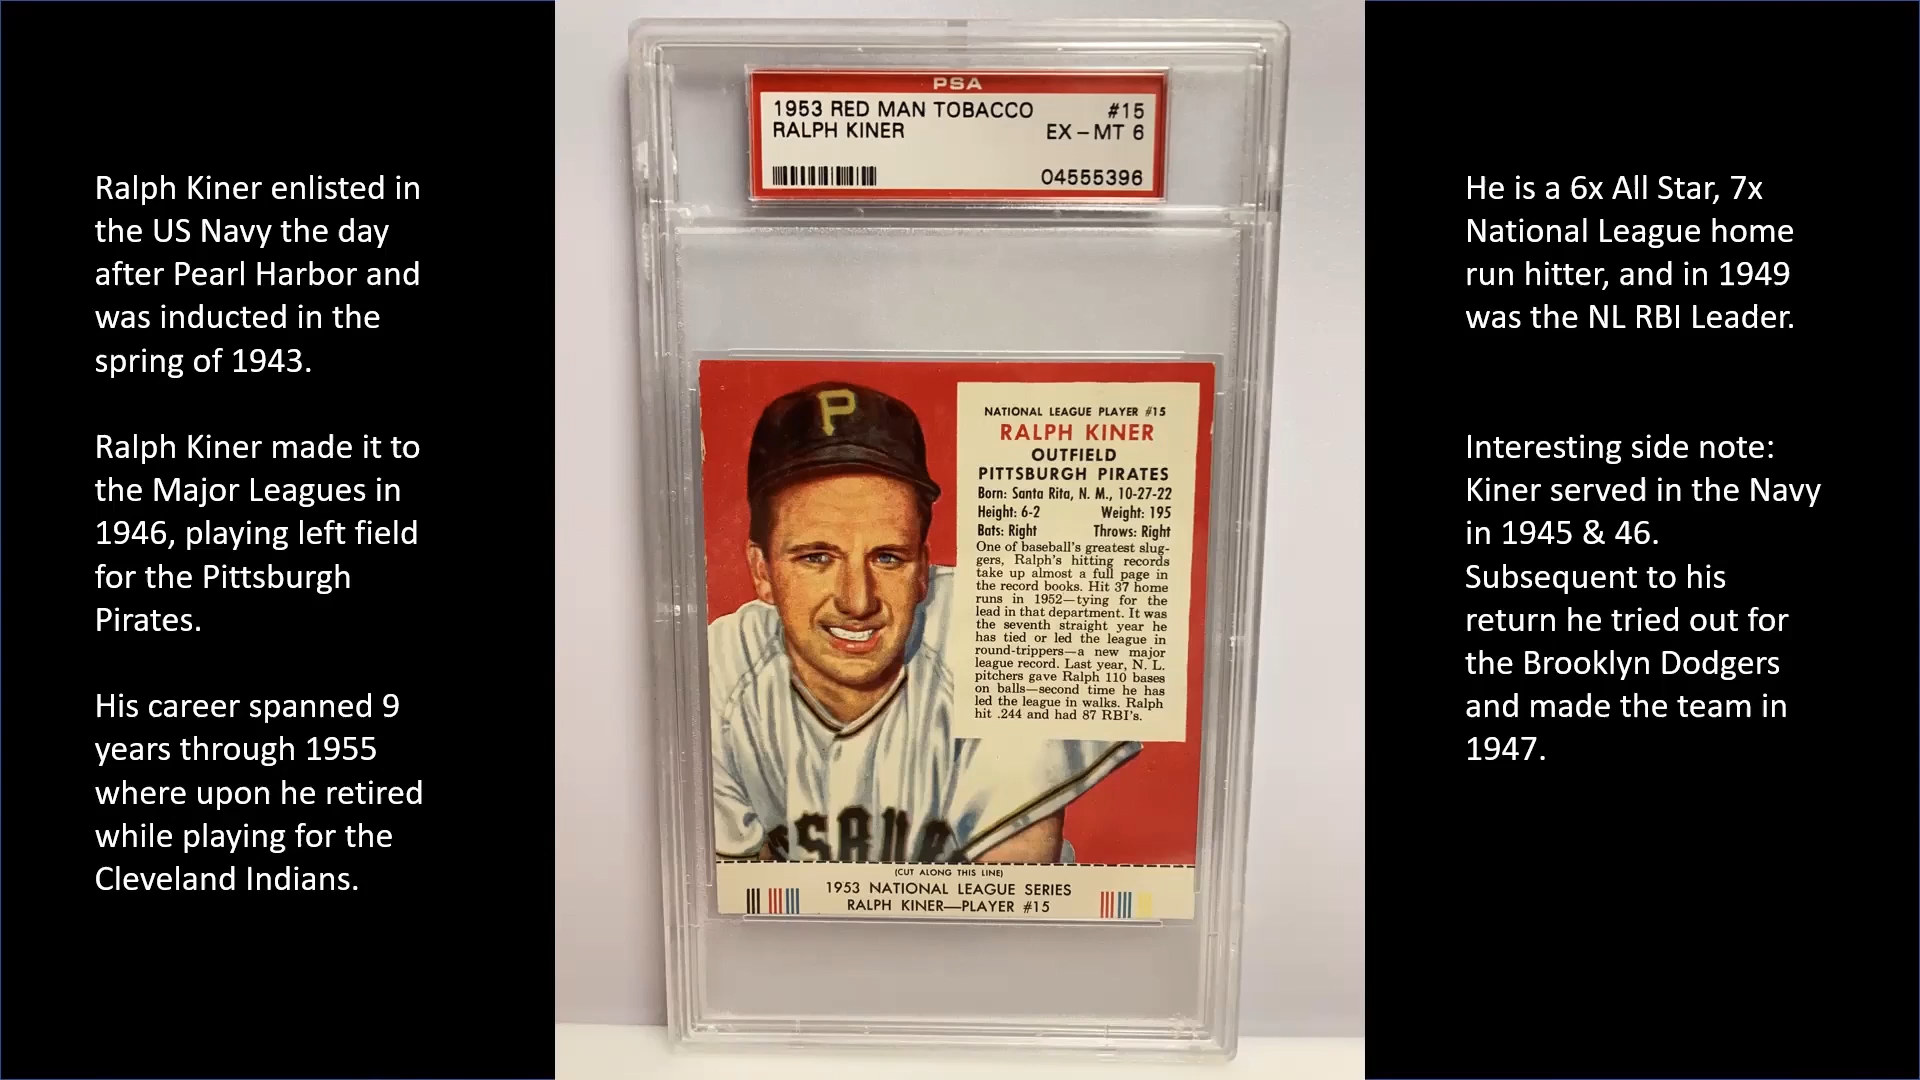 Ralph Kiner enlisted in
the US Navy the day
after Pearl Harbor and
was inducted in the
spring of 1943.
Ralph Kiner made it to
the Major Leagues in
1946, playing left field
for the Pittsburgh
Pirates.
His career spanned 9
years through 1955
where upon he retired
while playing for the
Cleveland Indians.
PSA
1953 RED MAN TOBACCO #15
RALPH KINER EX-MT 6
04555396
P
NATIONAL LEAGUE PLAYER #15
RALPH KINER
OUTFIELD
PITTSBURGH PIRATES
Born: Santa Rita, N. M., 10-27-22
Height: 6-2 Weight: 195
Bats: Right Throws: Right
One of baseball's greatest slug-
gers, Ralph's hitting records
take up almost a full page in
the record books. Hit 37 home
runs in 1952—tying for the
lead in that department. It was
the seventh straight year he
has tied or led the league in
round-trippers—a new major
league record. Last year, N. L.
pitchers gave Ralph 110 bases
on balls—second time he has
led the league in walks. Ralph
hit .244 and had 87 RBI's.
SBU
(CUT ALONG THIS LINE)
1953 NATIONAL LEAGUE SERIES
RALPH KINER—PLAYER #15
He is a 6x All Star, 7x
National League home
run hitter, and in 1949
was the NL RBI Leader.
Interesting side note:
Kiner served in the Navy
in 1945 & 46.
Subsequent to his
return he tried out for
the Brooklyn Dodgers
and made the team in
1947.